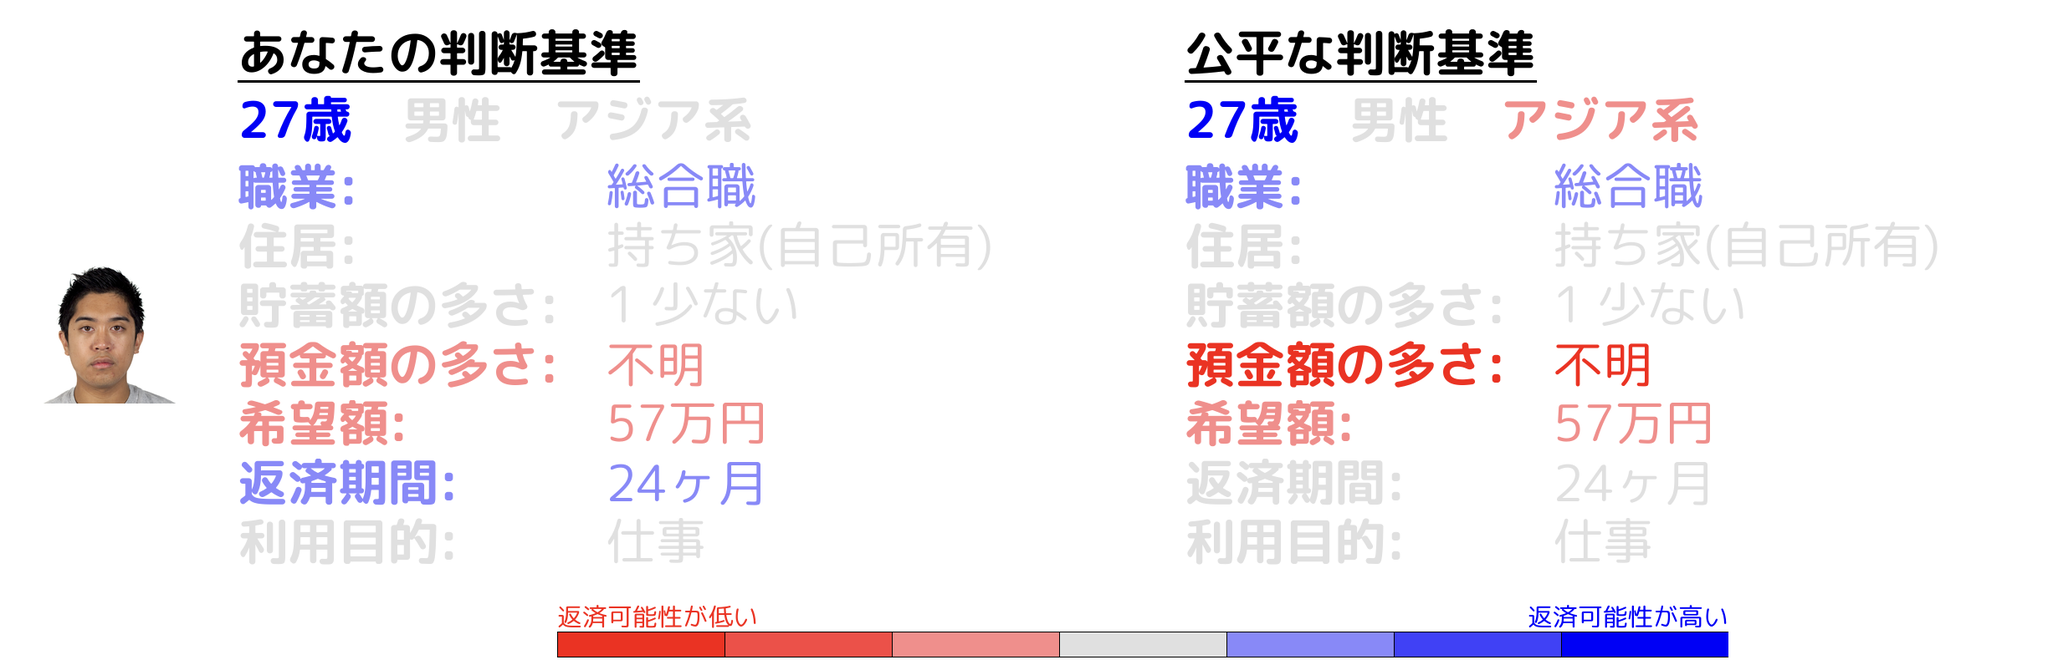 あなたの判断基準
27歳 男性 アジア系
職業: 総合職
住居: 持ち家(自己所有)
貯蓄額の多さ: 1 少ない
預金額の多さ: 不明
希望額: 57万円
返済期間: 24ヶ月
利用目的: 仕事
公平な判断基準
27歳 男性 アジア系
職業: 総合職
住居: 持ち家(自己所有)
貯蓄額の多さ: 1 少ない
預金額の多さ: 不明
希望額: 57万円
返済期間: 24ヶ月
利用目的: 仕事
返済可能性が低い
返済可能性が高い